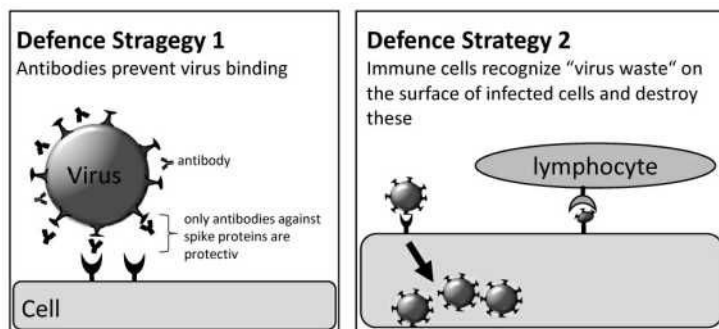 Defence Stragegy 1
Antibodies prevent virus binding
Virus
antibody
only antibodies against
spike proteins are
protectiv
Cell
Defence Strategy 2
Immune cells recognize “virus waste“ on
the surface of infected cells and destroy
these
lymphocyte